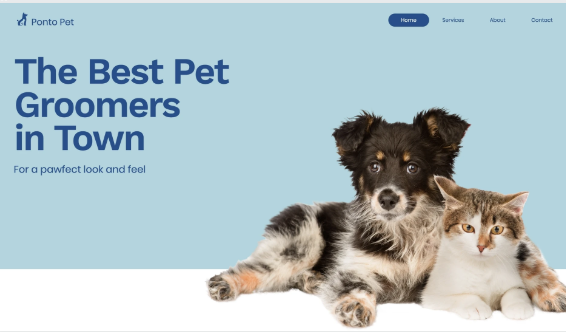 Ponto Pet
Home Services About Contact
The Best Pet
Groomers
in Town
For a pawfect look and feel